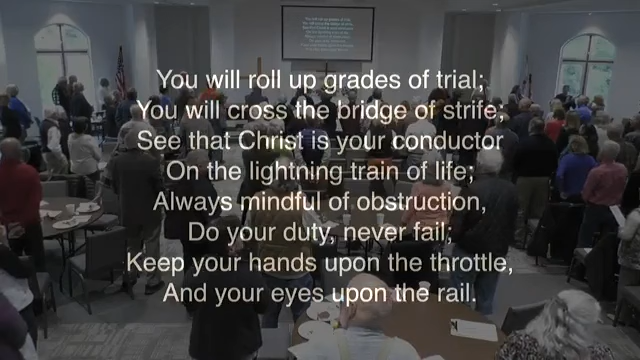 You will roll up grades of trial;
You will cross the bridge of strife;
See that Christ is your conductor
On the lightning train of life;
Always mindful of obstruction,
Do your duty, never fail;
Keep your hands upon the throttle,
And your eyes upon the rail.